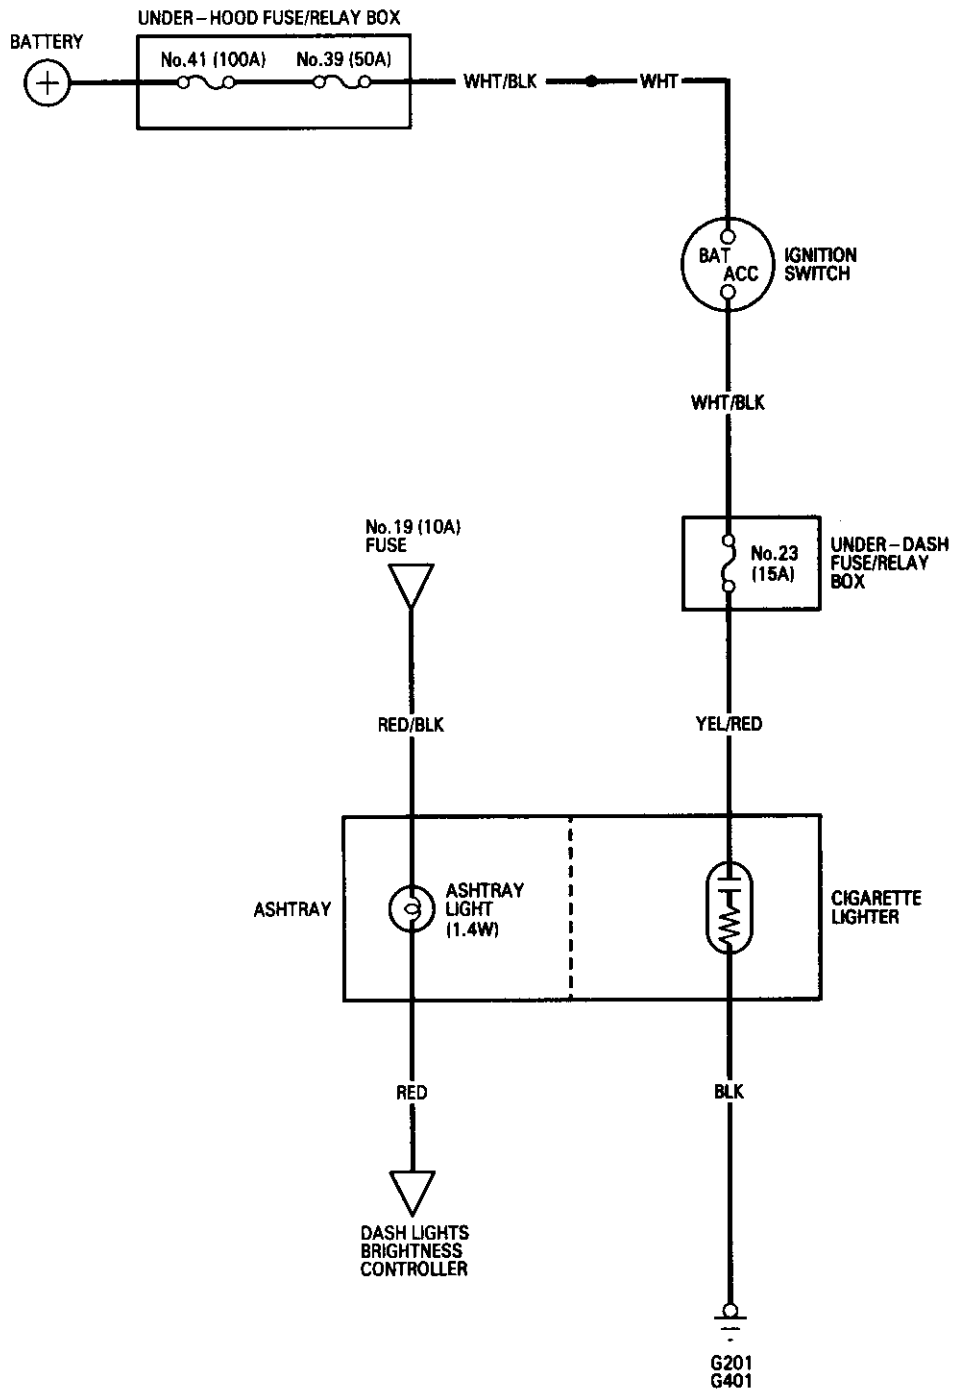 UNDER-HOOD FUSE/RELAY BOX
BATTERY
No.41 (100A)
No.39 (50A)
+
WHT/BLK
WHT
BAT
ACC
IGNITION
SWITCH
WHT/BLK
No.19 (10A)
FUSE
No.23
(15A)
UNDER-DASH
FUSE/RELAY
BOX
RED/BLK
YEL/RED
ASHTRAY
ASHTRAY
LIGHT
(1.4W)
CIGARETTE
LIGHTER
RED
BLK
DASH LIGHTS
BRIGHTNESS
CONTROLLER
G201
G401